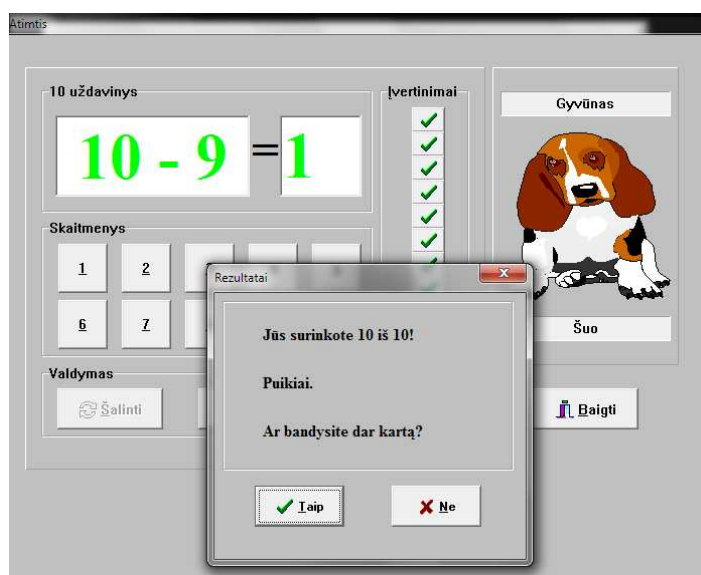 Atimtis
10 uždavinys
10 - 9 = 1
Įvertinimai
Gyvūnas
Šuo
Skaitmenys
1 2
6 7
Valdymas
Šalinti
Baigti
Rezultatai
Jūs surinkote 10 iš 10!
Puikiai.
Ar bandysite dar kartą?
Taip
Ne